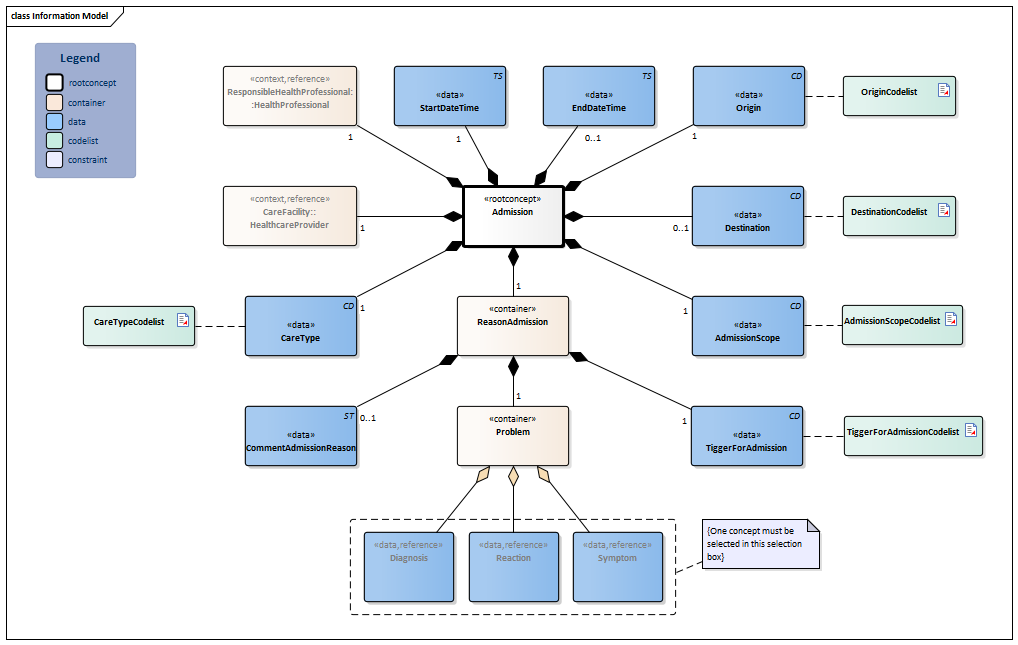 class Information Model
Legend
rootconcept
container
data
codelist
constraint
«context,reference»
ResponsibleHealthProfessional:
:HealthProfessional
1
TS
«data»
StartDateTime
1
TS
«data»
EndDateTime
0..1
CD
«data»
Origin
1
OriginCodelist
«context,reference»
CareFacility::
HealthcareProvider
1
«rootconcept»
Admission
CD
«data»
Destination
0..1
DestinationCodelist
CareTypeCodelist
CD
«data»
CareType
1
1
«container»
ReasonAdmission
CD
«data»
AdmissionScope
1
AdmissionScopeCodelist
ST
«data»
CommentAdmissionReason
0..1
1
«container»
Problem
CD
«data»
TiggerForAdmission
1
TiggerForAdmissionCodelist
«data,reference»
Diagnosis
«data,reference»
Reaction
«data,reference»
Symptom
{One concept must be
selected in this selection
box}